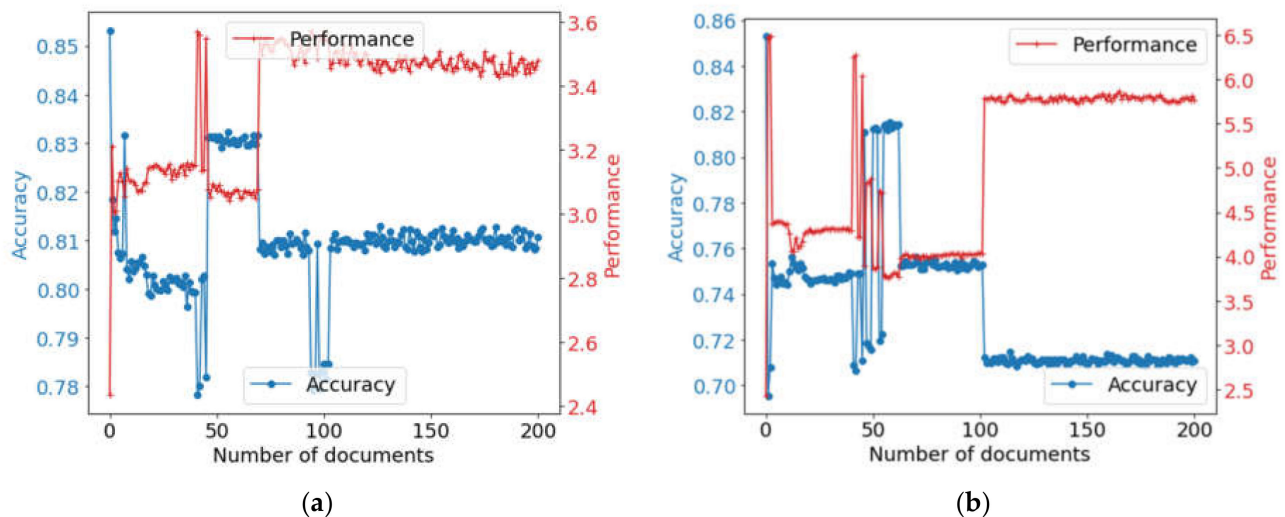 Performance
Accuracy
0.85
0.84
0.83
0.82
0.81
0.80
0.79
0.78
Accuracy
3.6
3.4
3.2
3.0
2.8
2.6
2.4
Performance
0 50 100 150 200
Number of documents
(a)
Performance
Accuracy
0.86
0.84
0.82
0.80
0.78
0.76
0.74
0.72
0.70
Accuracy
6.5
6.0
5.5
5.0
4.5
4.0
3.5
3.0
2.5
Performance
0 50 100 150 200
Number of documents
(b)